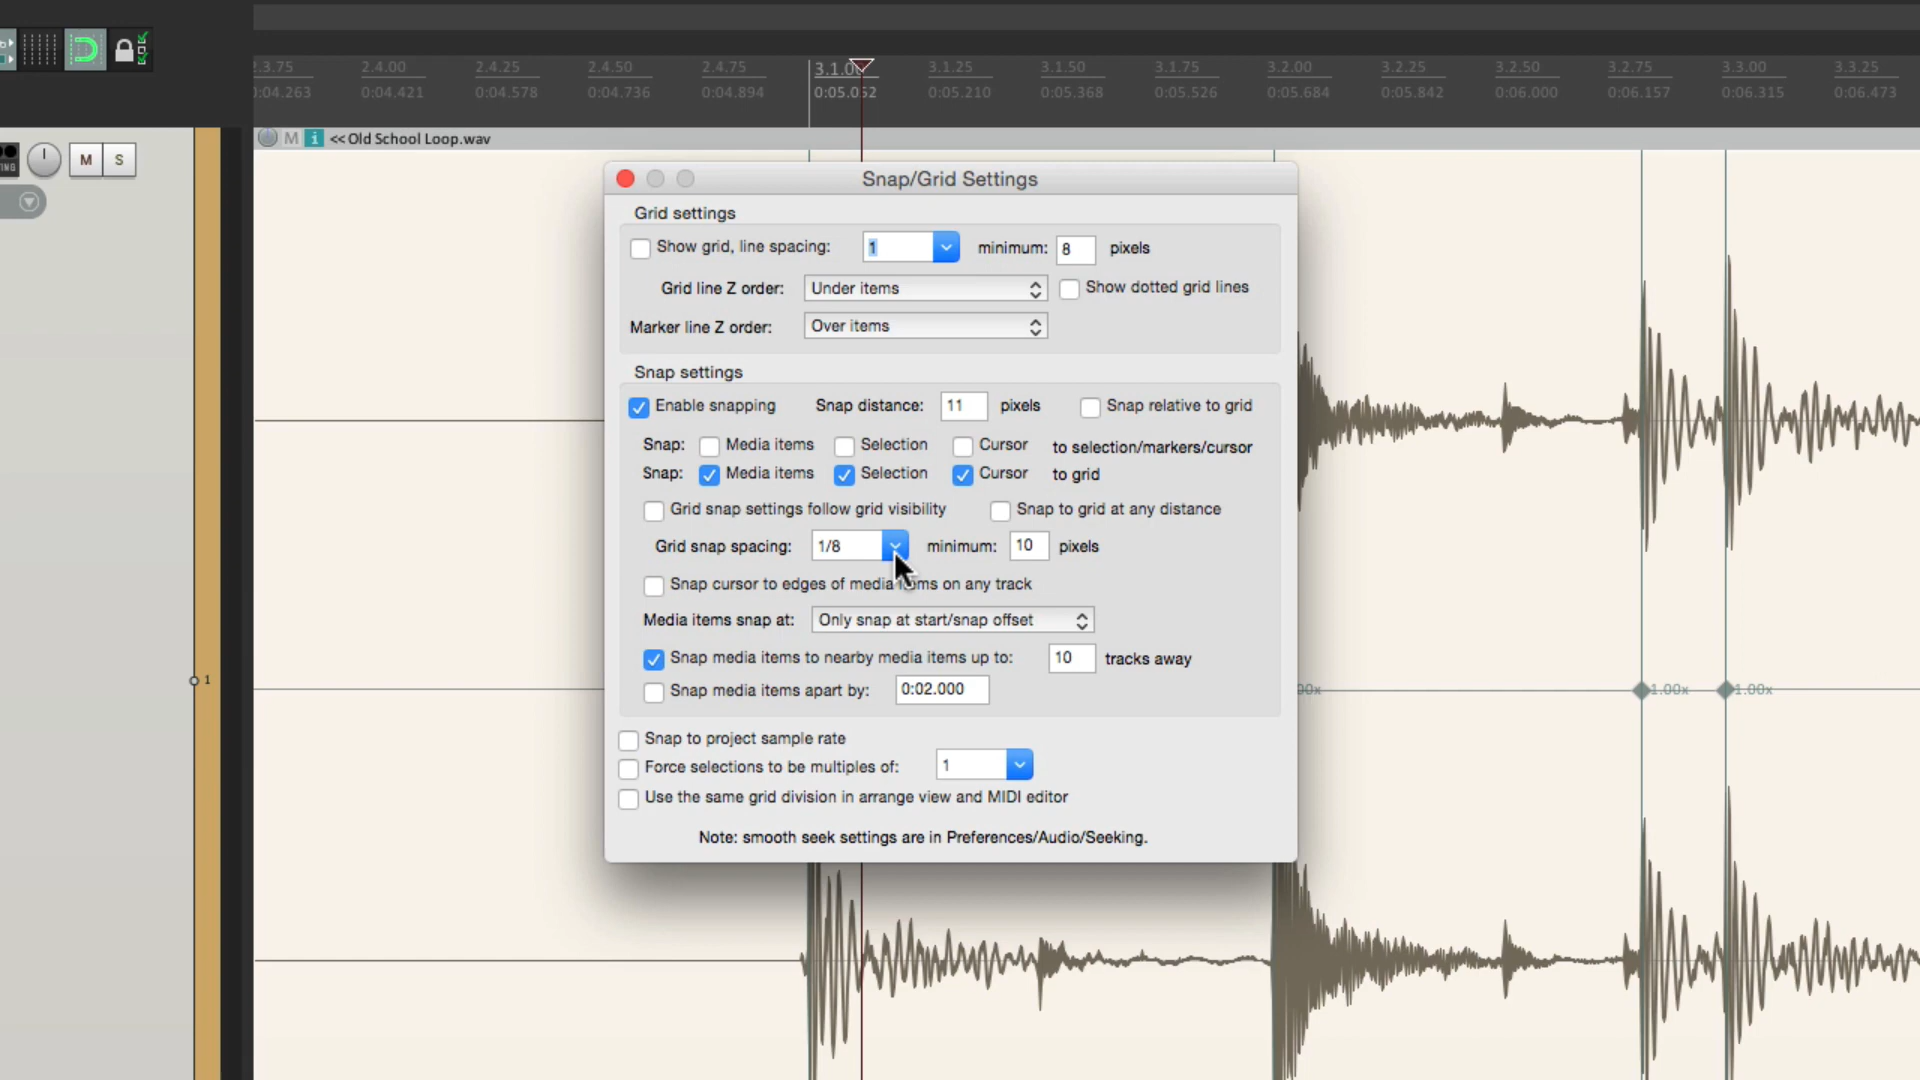 2.3.75 2.4.00 2.4.25 2.4.50 2.4.75 3.1.00 3.1.25 3.1.50 3.1.75 3.2.00 3.2.25 3.2.50 3.2.75 3.3.00 3.3.25
0:04.263 0:04.421 0:04.578 0:04.736 0:04.894 0:05.052 0:05.210 0:05.368 0:05.526 0:05.684 0:05.842 0:06.000 0:06.157 0:06.315 0:06.473
M i << Old School Loop.wav
M S
1
Snap/Grid Settings
Grid settings
Show grid, line spacing: 1 minimum: 8 pixels
Grid line Z order: Under items Show dotted grid lines
Marker line Z order: Over items
Snap settings
Enable snapping Snap distance: 11 pixels Snap relative to grid
Snap: Media items Selection Cursor to selection/markers/cursor
Snap: Media items Selection Cursor to grid
Grid snap settings follow grid visibility Snap to grid at any distance
Grid snap spacing: 1/8 minimum: 10 pixels
Snap cursor to edges of media items on any track
Media items snap at: Only snap at start/snap offset
Snap media items to nearby media items up to: 10 tracks away
Snap media items apart by: 0:02.000
Snap to project sample rate
Force selections to be multiples of: 1
Use the same grid division in arrange view and MIDI editor
Note: smooth seek settings are in Preferences/Audio/Seeking.
1.00x 1.00x